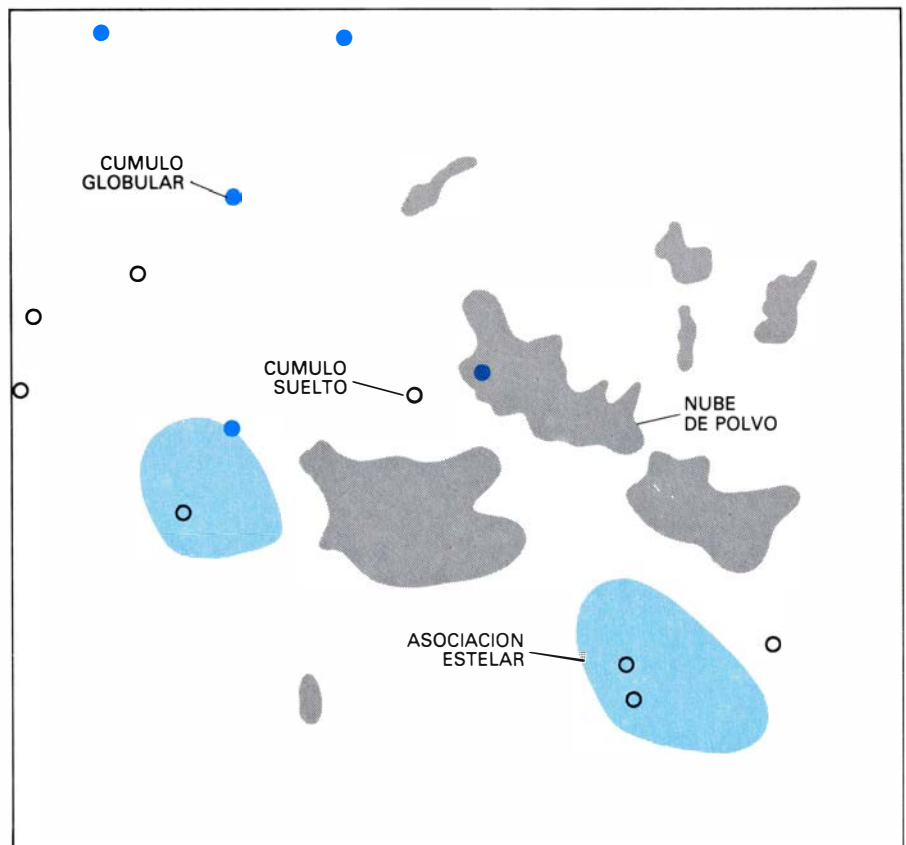 CUMULO
GLOBULAR
CUMULO
SUELTO
NUBE
DE POLVO
ASOCIACION
ESTELAR